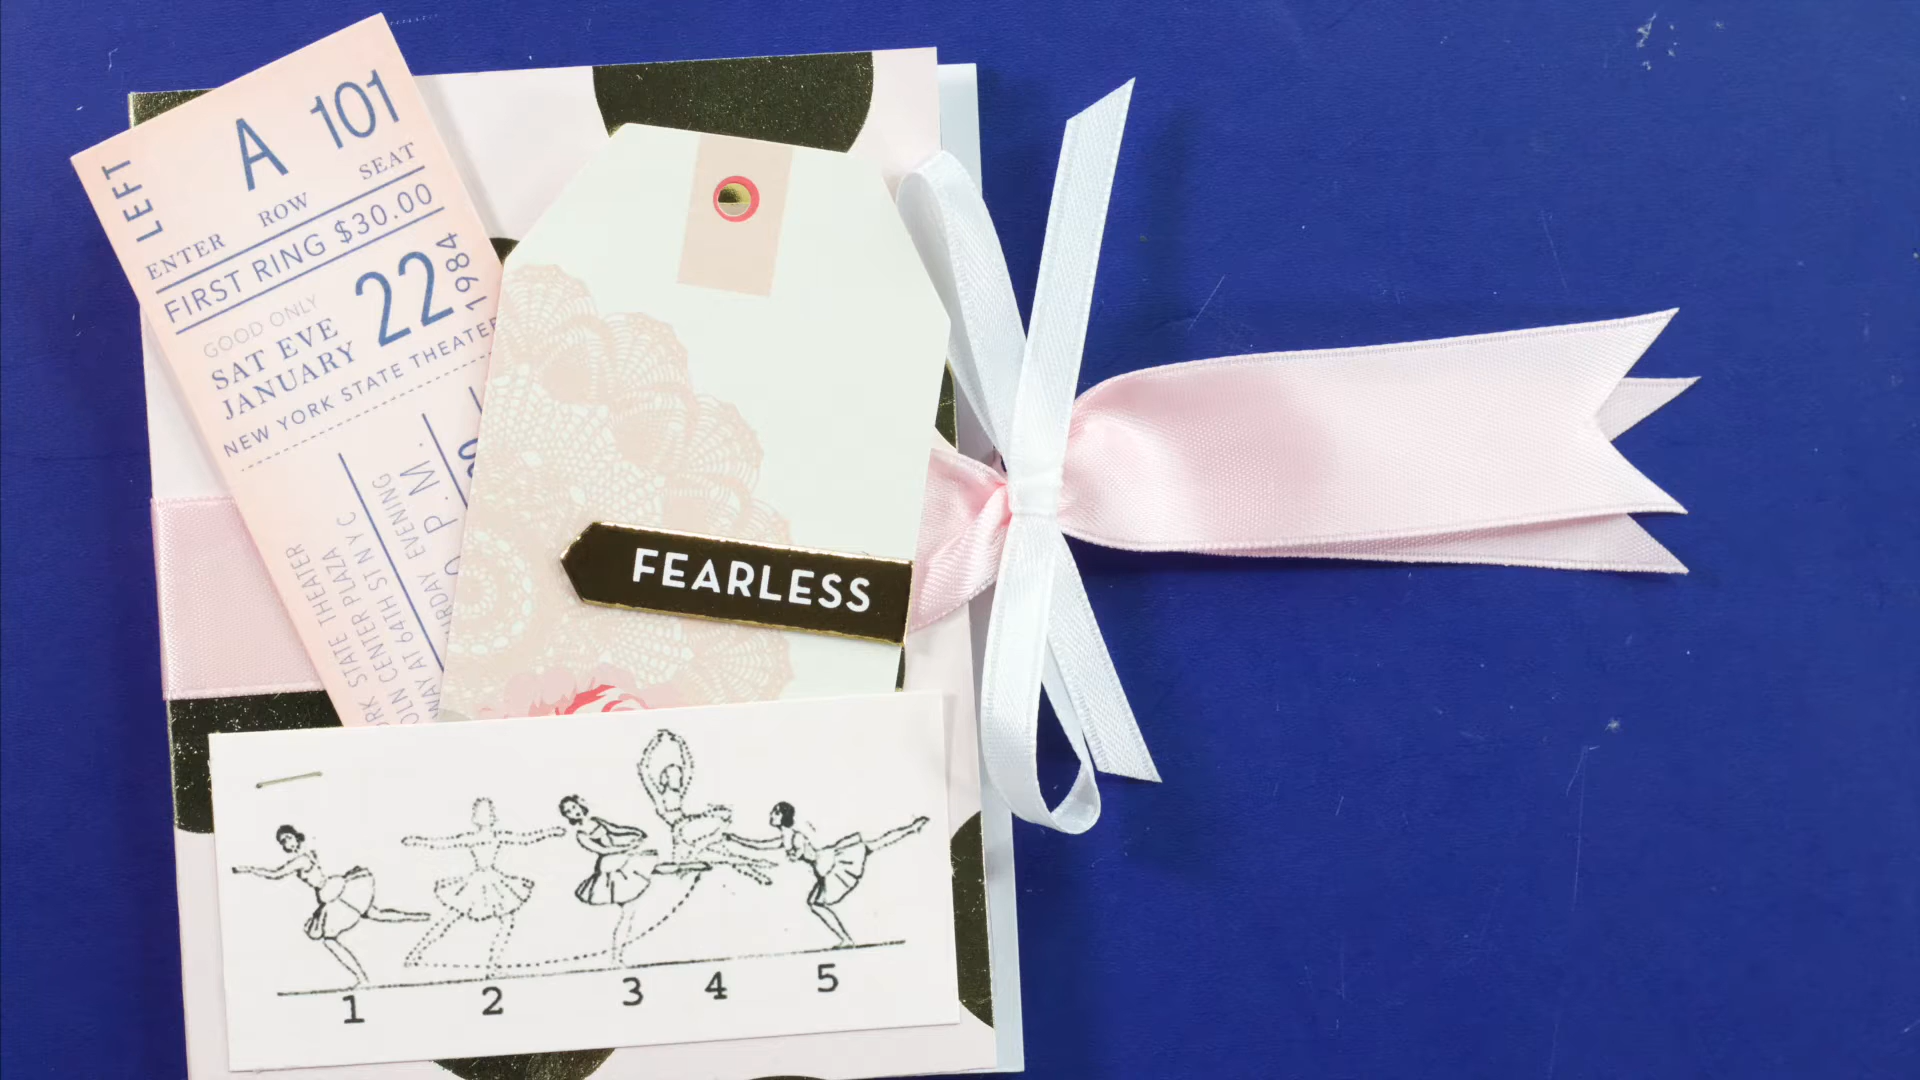 LEFT
A 101
ENTER ROW SEAT
FIRST RING $30.00
GOOD ONLY
SAT EVE
JANUARY
22
1984
NEW YORK STATE THEATER
STATE THEATER
CENTER PLAZA
AT 64TH ST N Y C
EVENING
P.M.
FEARLESS
1 2 3 4 5